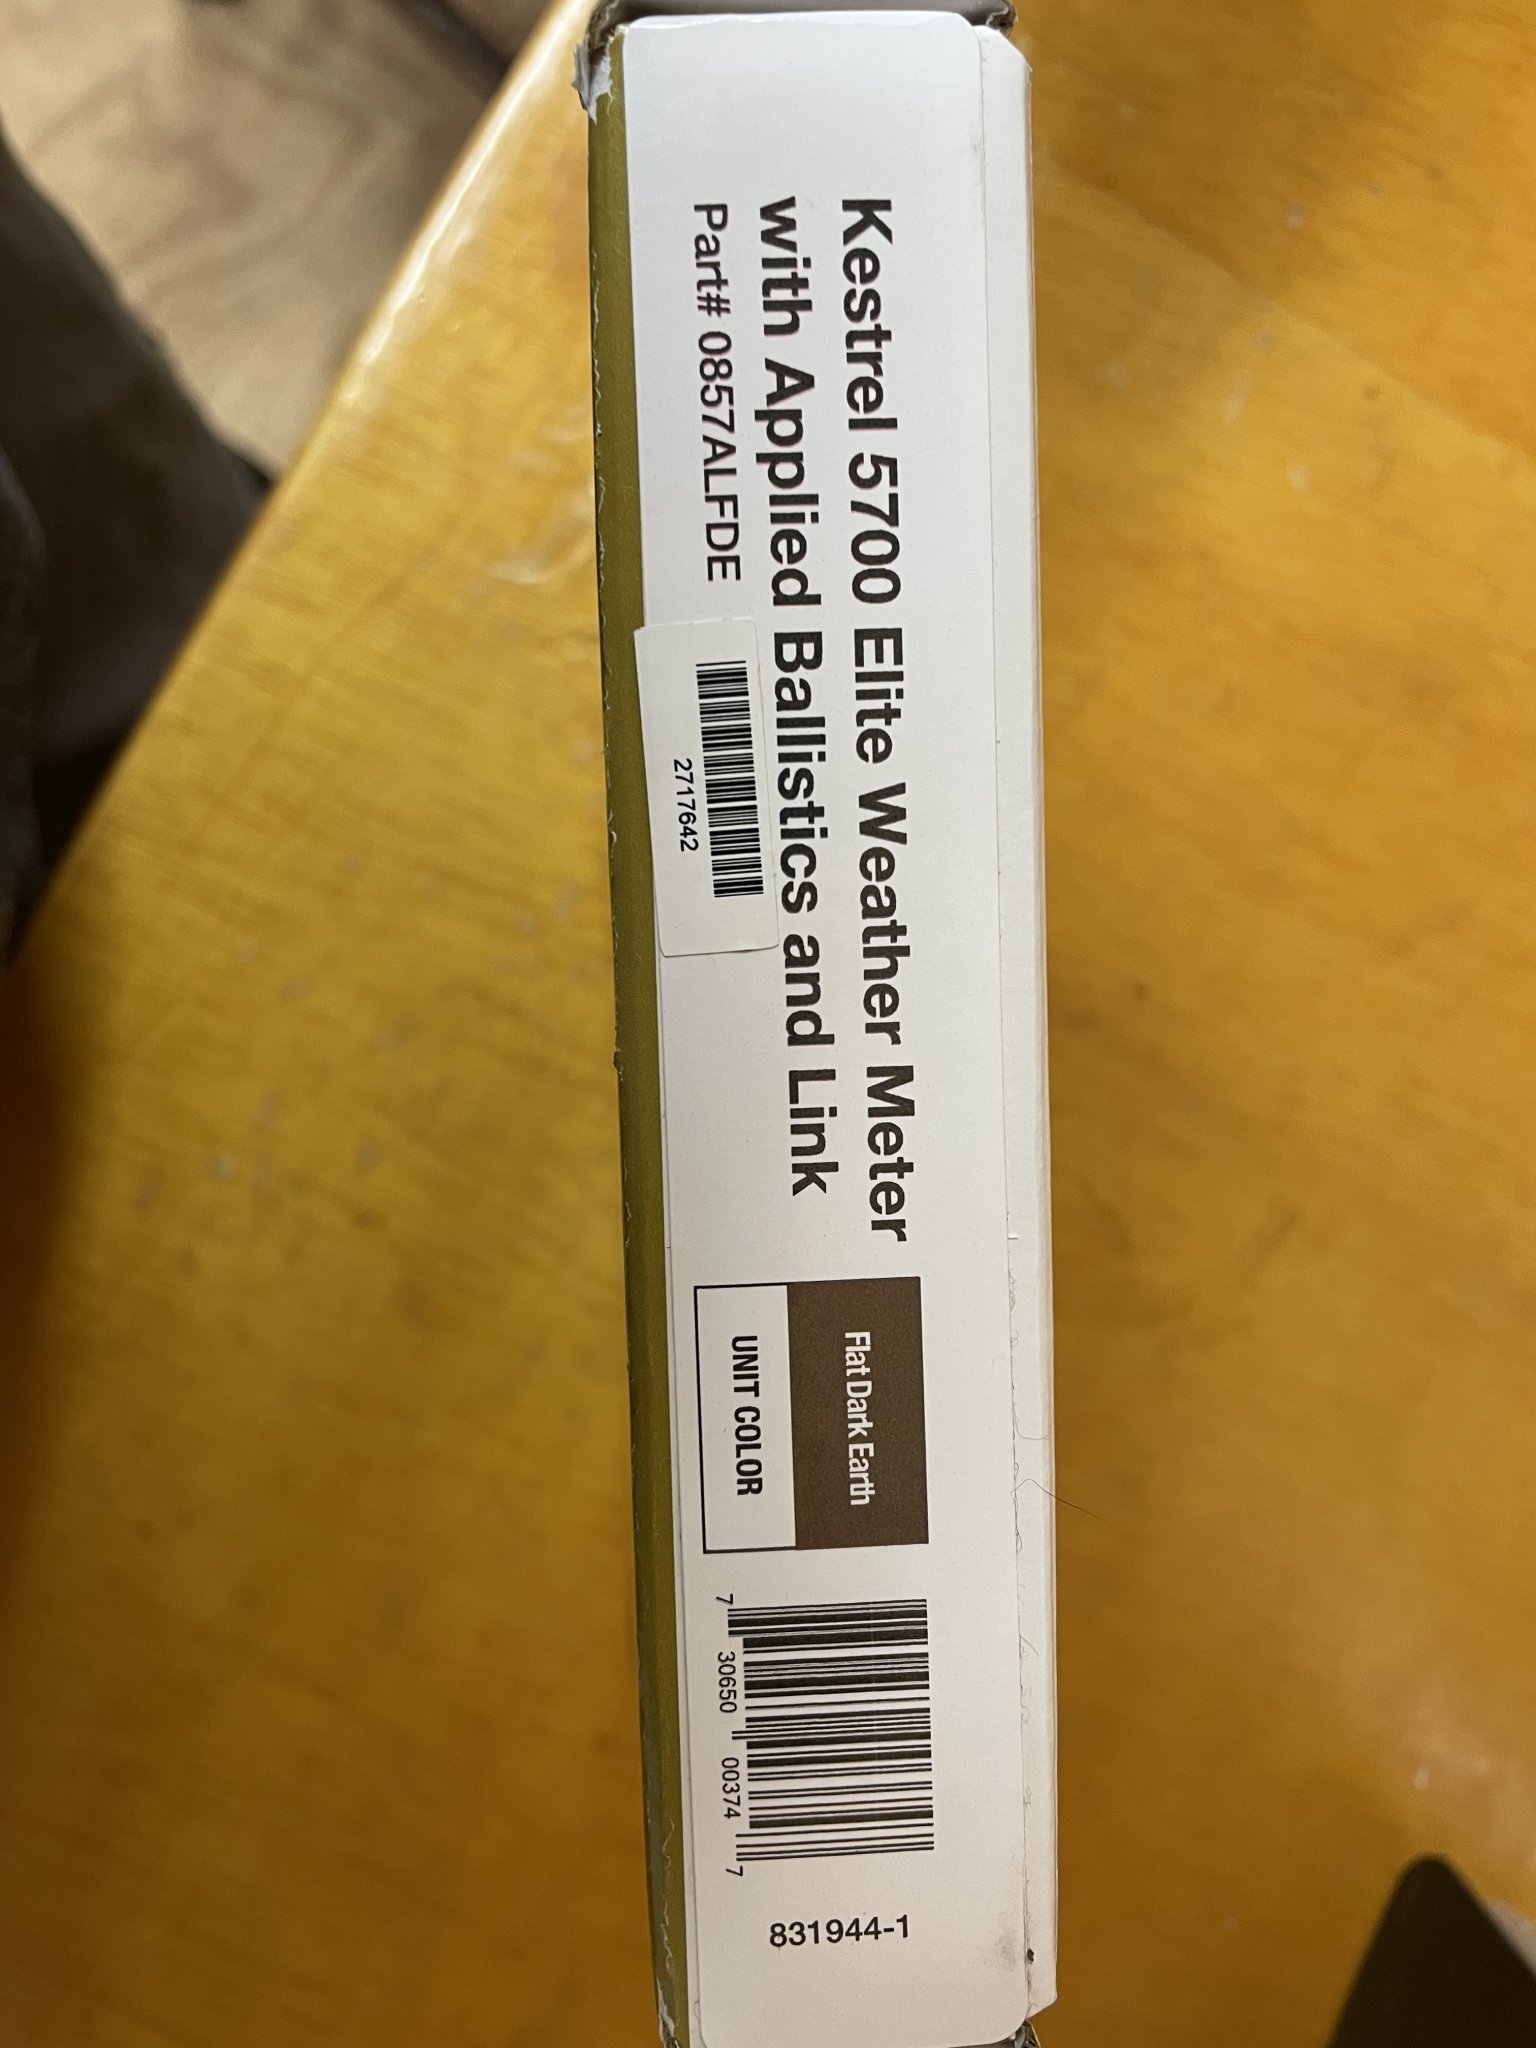 Kestrel 5700 Elite Weather Meter
with Applied Ballistics and Link
Part# 0857ALFDE
2717642
Flat Dark Earth
UNIT COLOR
7 30650 00374 7
831944-1